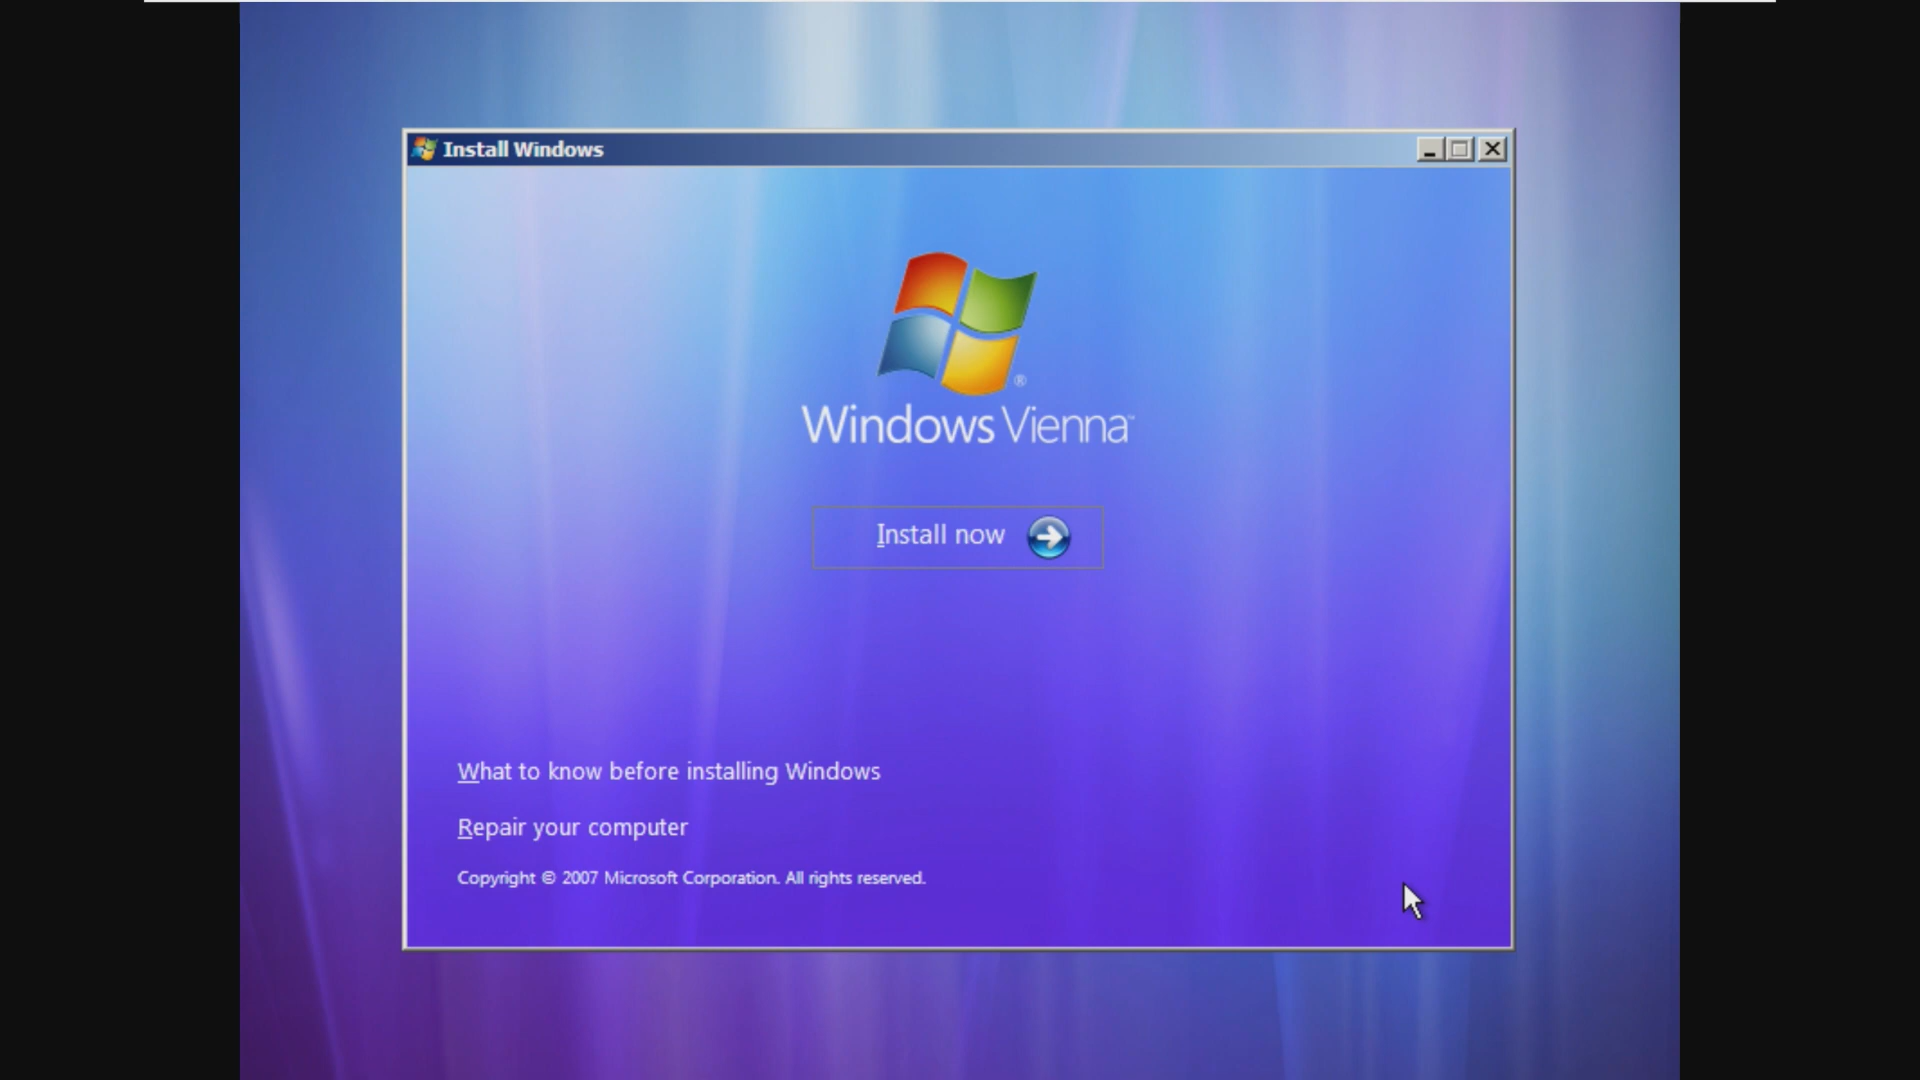 Install Windows
®
Windows Vienna™
Install now
What to know before installing Windows
Repair your computer
Copyright © 2007 Microsoft Corporation. All rights reserved.